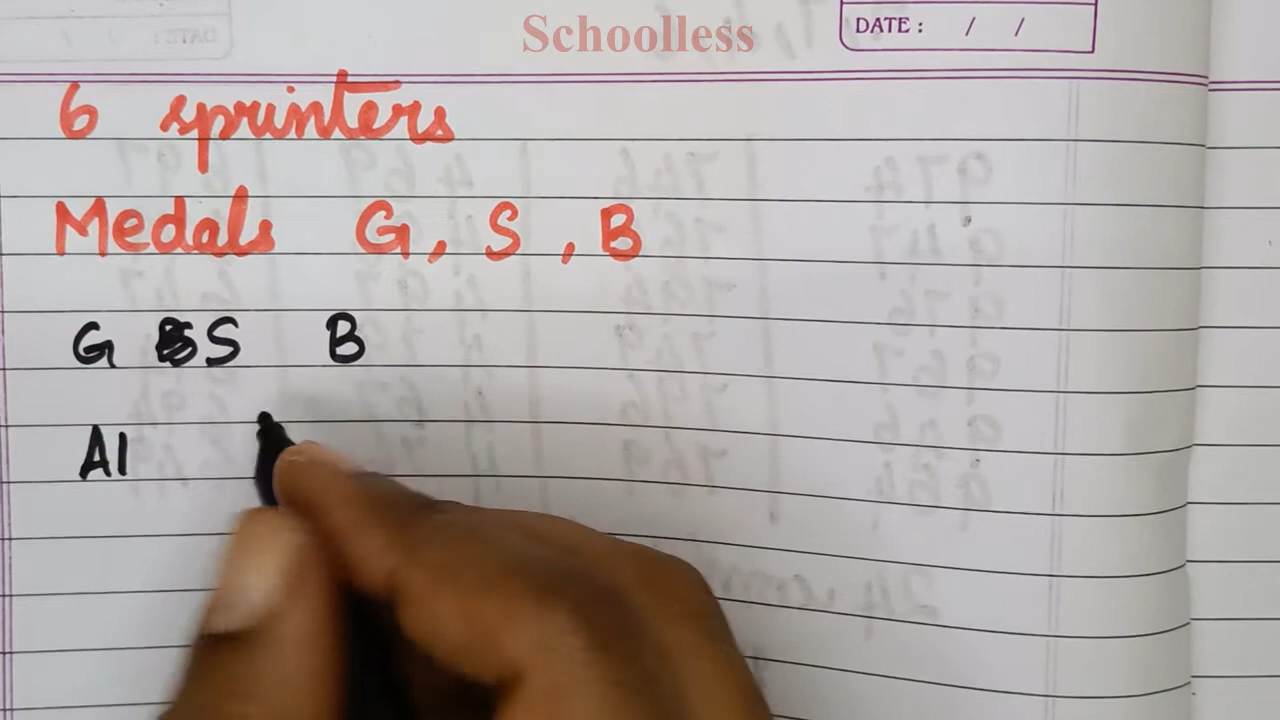 Schoolless
DATE : / /
6 sprinters
Medals G, S, B
G S B
A1